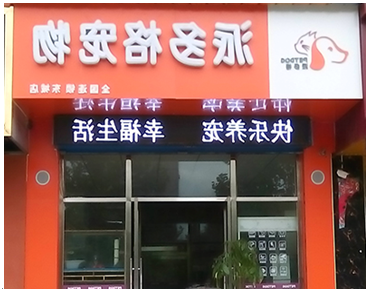 派多格宠物
PETDOG
派多格
全国连锁东城店
快乐养宠 幸福生活